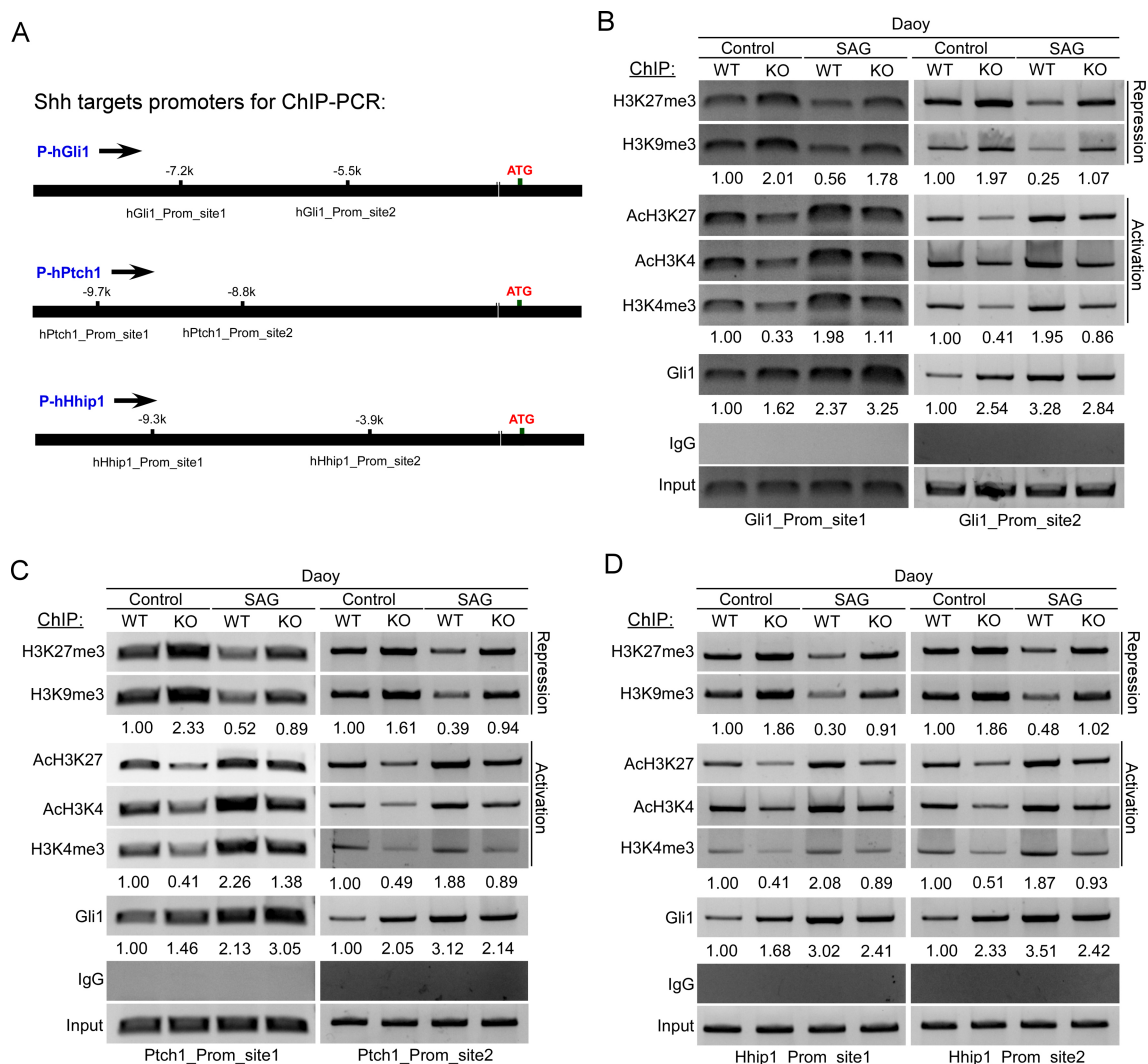 A
Shh targets promoters for ChIP-PCR:
P-hGli1
-7.2k -5.5k ATG
hGli1_Prom_site1 hGli1_Prom_site2
P-hPtch1
-9.7k -8.8k ATG
hPtch1_Prom_site1 hPtch1_Prom_site2
P-hHhip1
-9.3k -3.9k ATG
hHhip1_Prom_site1 hHhip1_Prom_site2
B
Daoy
Control SAG Control SAG
ChIP: WT KO WT KO WT KO WT KO
H3K27me3
H3K9me3
Repression
1.00 2.01 0.56 1.78 1.00 1.97 0.25 1.07
AcH3K27
AcH3K4
H3K4me3
Activation
1.00 0.33 1.98 1.11 1.00 0.41 1.95 0.86
Gli1
1.00 1.62 2.37 3.25 1.00 2.54 3.28 2.84
IgG
Input
Gli1_Prom_site1 Gli1_Prom_site2
C
Daoy
Control SAG Control SAG
ChIP: WT KO WT KO WT KO WT KO
H3K27me3
H3K9me3
Repression
1.00 2.33 0.52 0.89 1.00 1.61 0.39 0.94
AcH3K27
AcH3K4
H3K4me3
Activation
1.00 0.41 2.26 1.38 1.00 0.49 1.88 0.89
Gli1
1.00 1.46 2.13 3.05 1.00 2.05 3.12 2.14
IgG
Input
Ptch1_Prom_site1 Ptch1_Prom_site2
D
Daoy
Control SAG Control SAG
ChIP: WT KO WT KO WT KO WT KO
H3K27me3
H3K9me3
Repression
1.00 1.86 0.30 0.91 1.00 1.86 0.48 1.02
AcH3K27
AcH3K4
H3K4me3
Activation
1.00 0.41 2.08 0.89 1.00 0.51 1.87 0.93
Gli1
1.00 1.68 3.02 2.41 1.00 2.33 3.51 2.42
IgG
Input
Hhip1_Prom_site1 Hhip1_Prom_site2